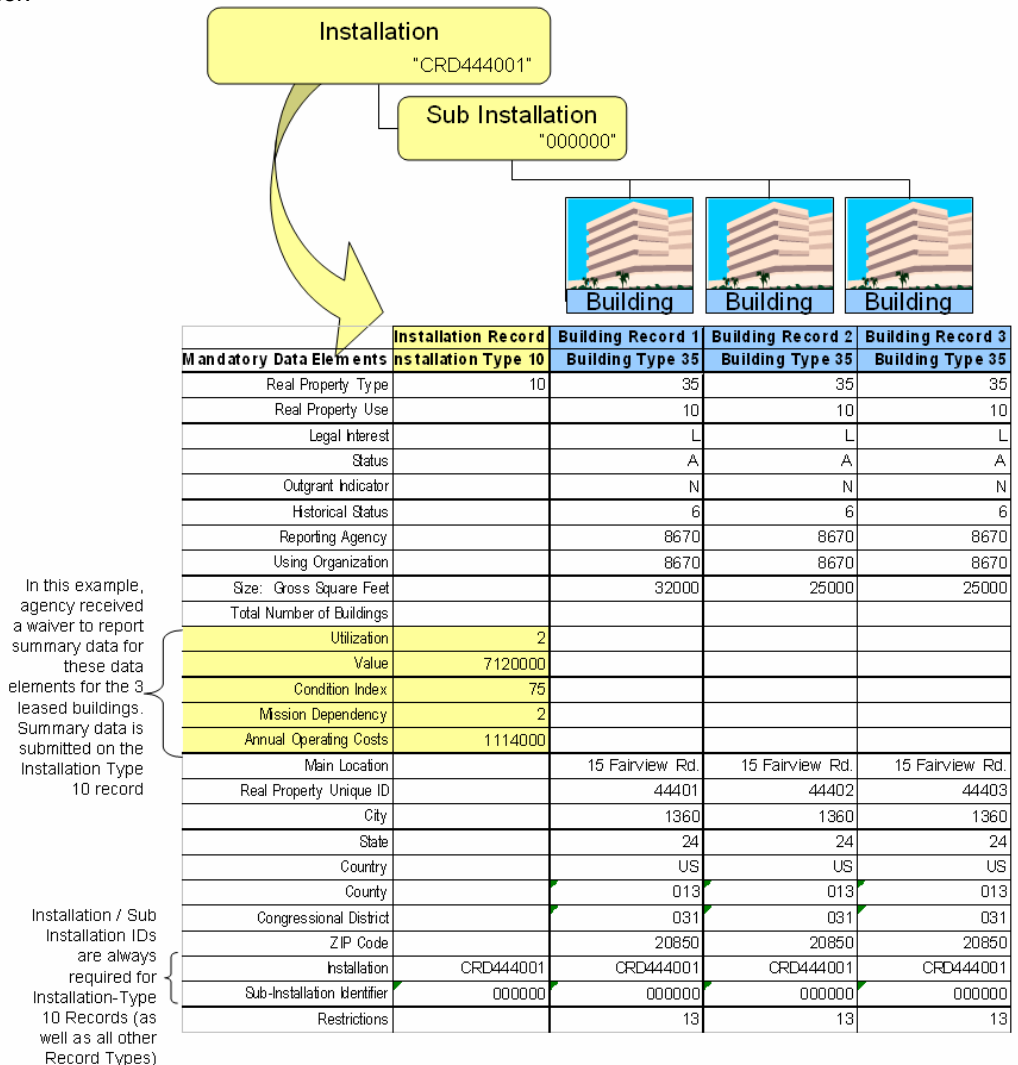 Installation
"CRD444001"
Sub Installation
"000000"
Building Building Building
Installation Record Building Record 1 Building Record 2 Building Record 3
Mandatory Data Elements nstallation Type 10 Building Type 35 Building Type 35 Building Type 35
Real Property Type 10 35 35 35
Real Property Use 10 10 10
Legal Interest L L L
Status A A A
Outgrant Indicator N N N
Historical Status 6 6 6
Reporting Agency 8670 8670 8670
Using Organization 8670 8670 8670
Size: Gross Square Feet 32000 25000 25000
Total Number of Buildings
Utilization 2
Value 7120000
Condition Index 75
Mission Dependency 2
Annual Operating Costs 1114000
Main Location 15 Fairview Rd. 15 Fairview Rd. 15 Fairview Rd.
Real Property Unique ID 44401 44402 44403
City 1360 1360 1360
State 24 24 24
Country US US US
County 013 013 013
Congressional District 031 031 031
ZIP Code 20850 20850 20850
Installation CRD444001 CRD444001 CRD444001 CRD444001
Sub-Installation Identifier 000000 000000 000000 000000
Restrictions 13 13 13
In this example,
agency received
a waiver to report
summary data for
these data
elements for the 3
leased buildings.
Summary data is
submitted on the
Installation Type
10 record
Installation / Sub
Installation IDs
are always
required for
Installation-Type
10 Records (as
well as all other
Record Types)